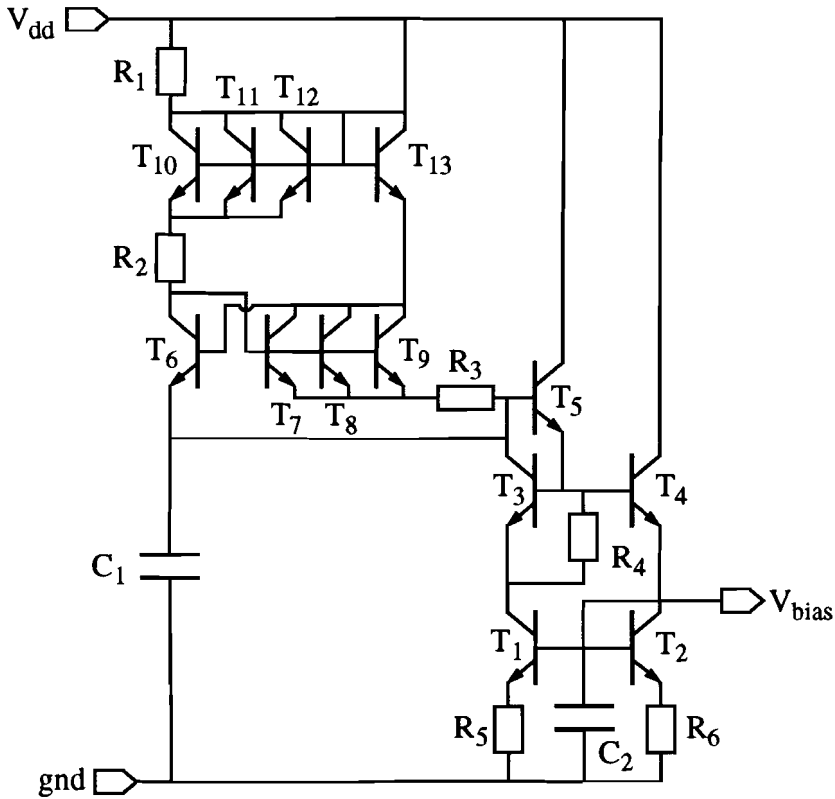 V_dd
R_1
T_11 T_12
T_10 T_13
R_2
T_6 T_9 R_3
T_7 T_8 T_5
T_3 T_4
R_4
C_1
V_bias
T_1 T_2
R_5 C_2 R_6
gnd